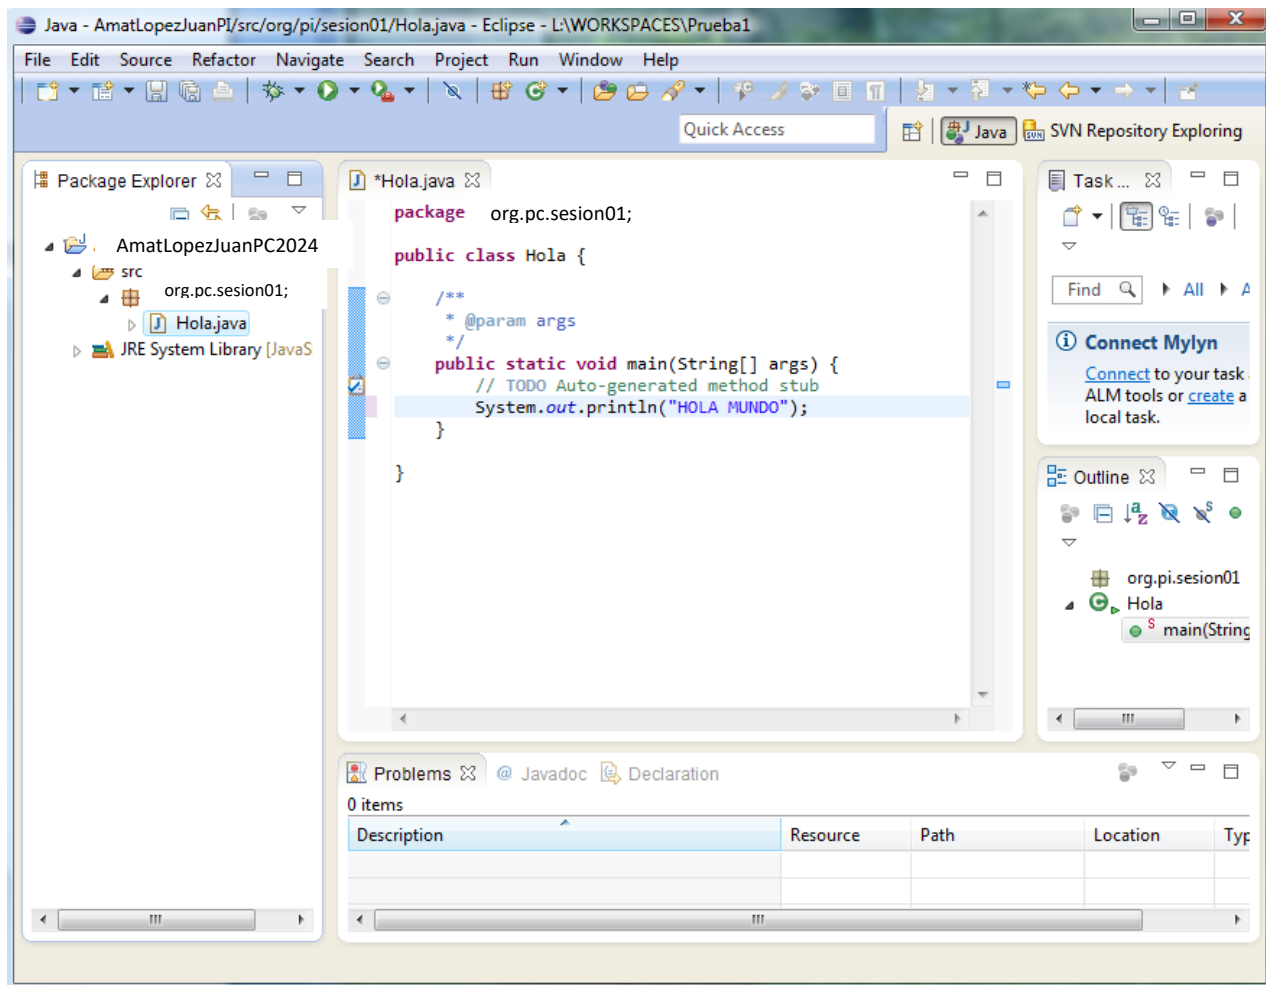 Java - AmatLopezJuanPI/src/org/pi/sesion01/Hola.java - Eclipse - L:\WORKSPACES\Prueba1
File Edit Source Refactor Navigate Search Project Run Window Help
Quick Access
Java
SVN Repository Exploring
Package Explorer
AmatLopezJuanPC2024
src
org.pc.sesion01;
Hola.java
JRE System Library [JavaS
*Hola.java
package org.pc.sesion01;
public class Hola {
/**
* @param args
*/
public static void main(String[] args) {
// TODO Auto-generated method stub
System.out.println("HOLA MUNDO");
}
}
Task ...
Find
All
A
Connect Mylyn
Connect to your task
ALM tools or create a
local task.
Outline
org.pi.sesion01
Hola
main(String
Problems @ Javadoc Declaration
0 items
Description Resource Path Location Typ